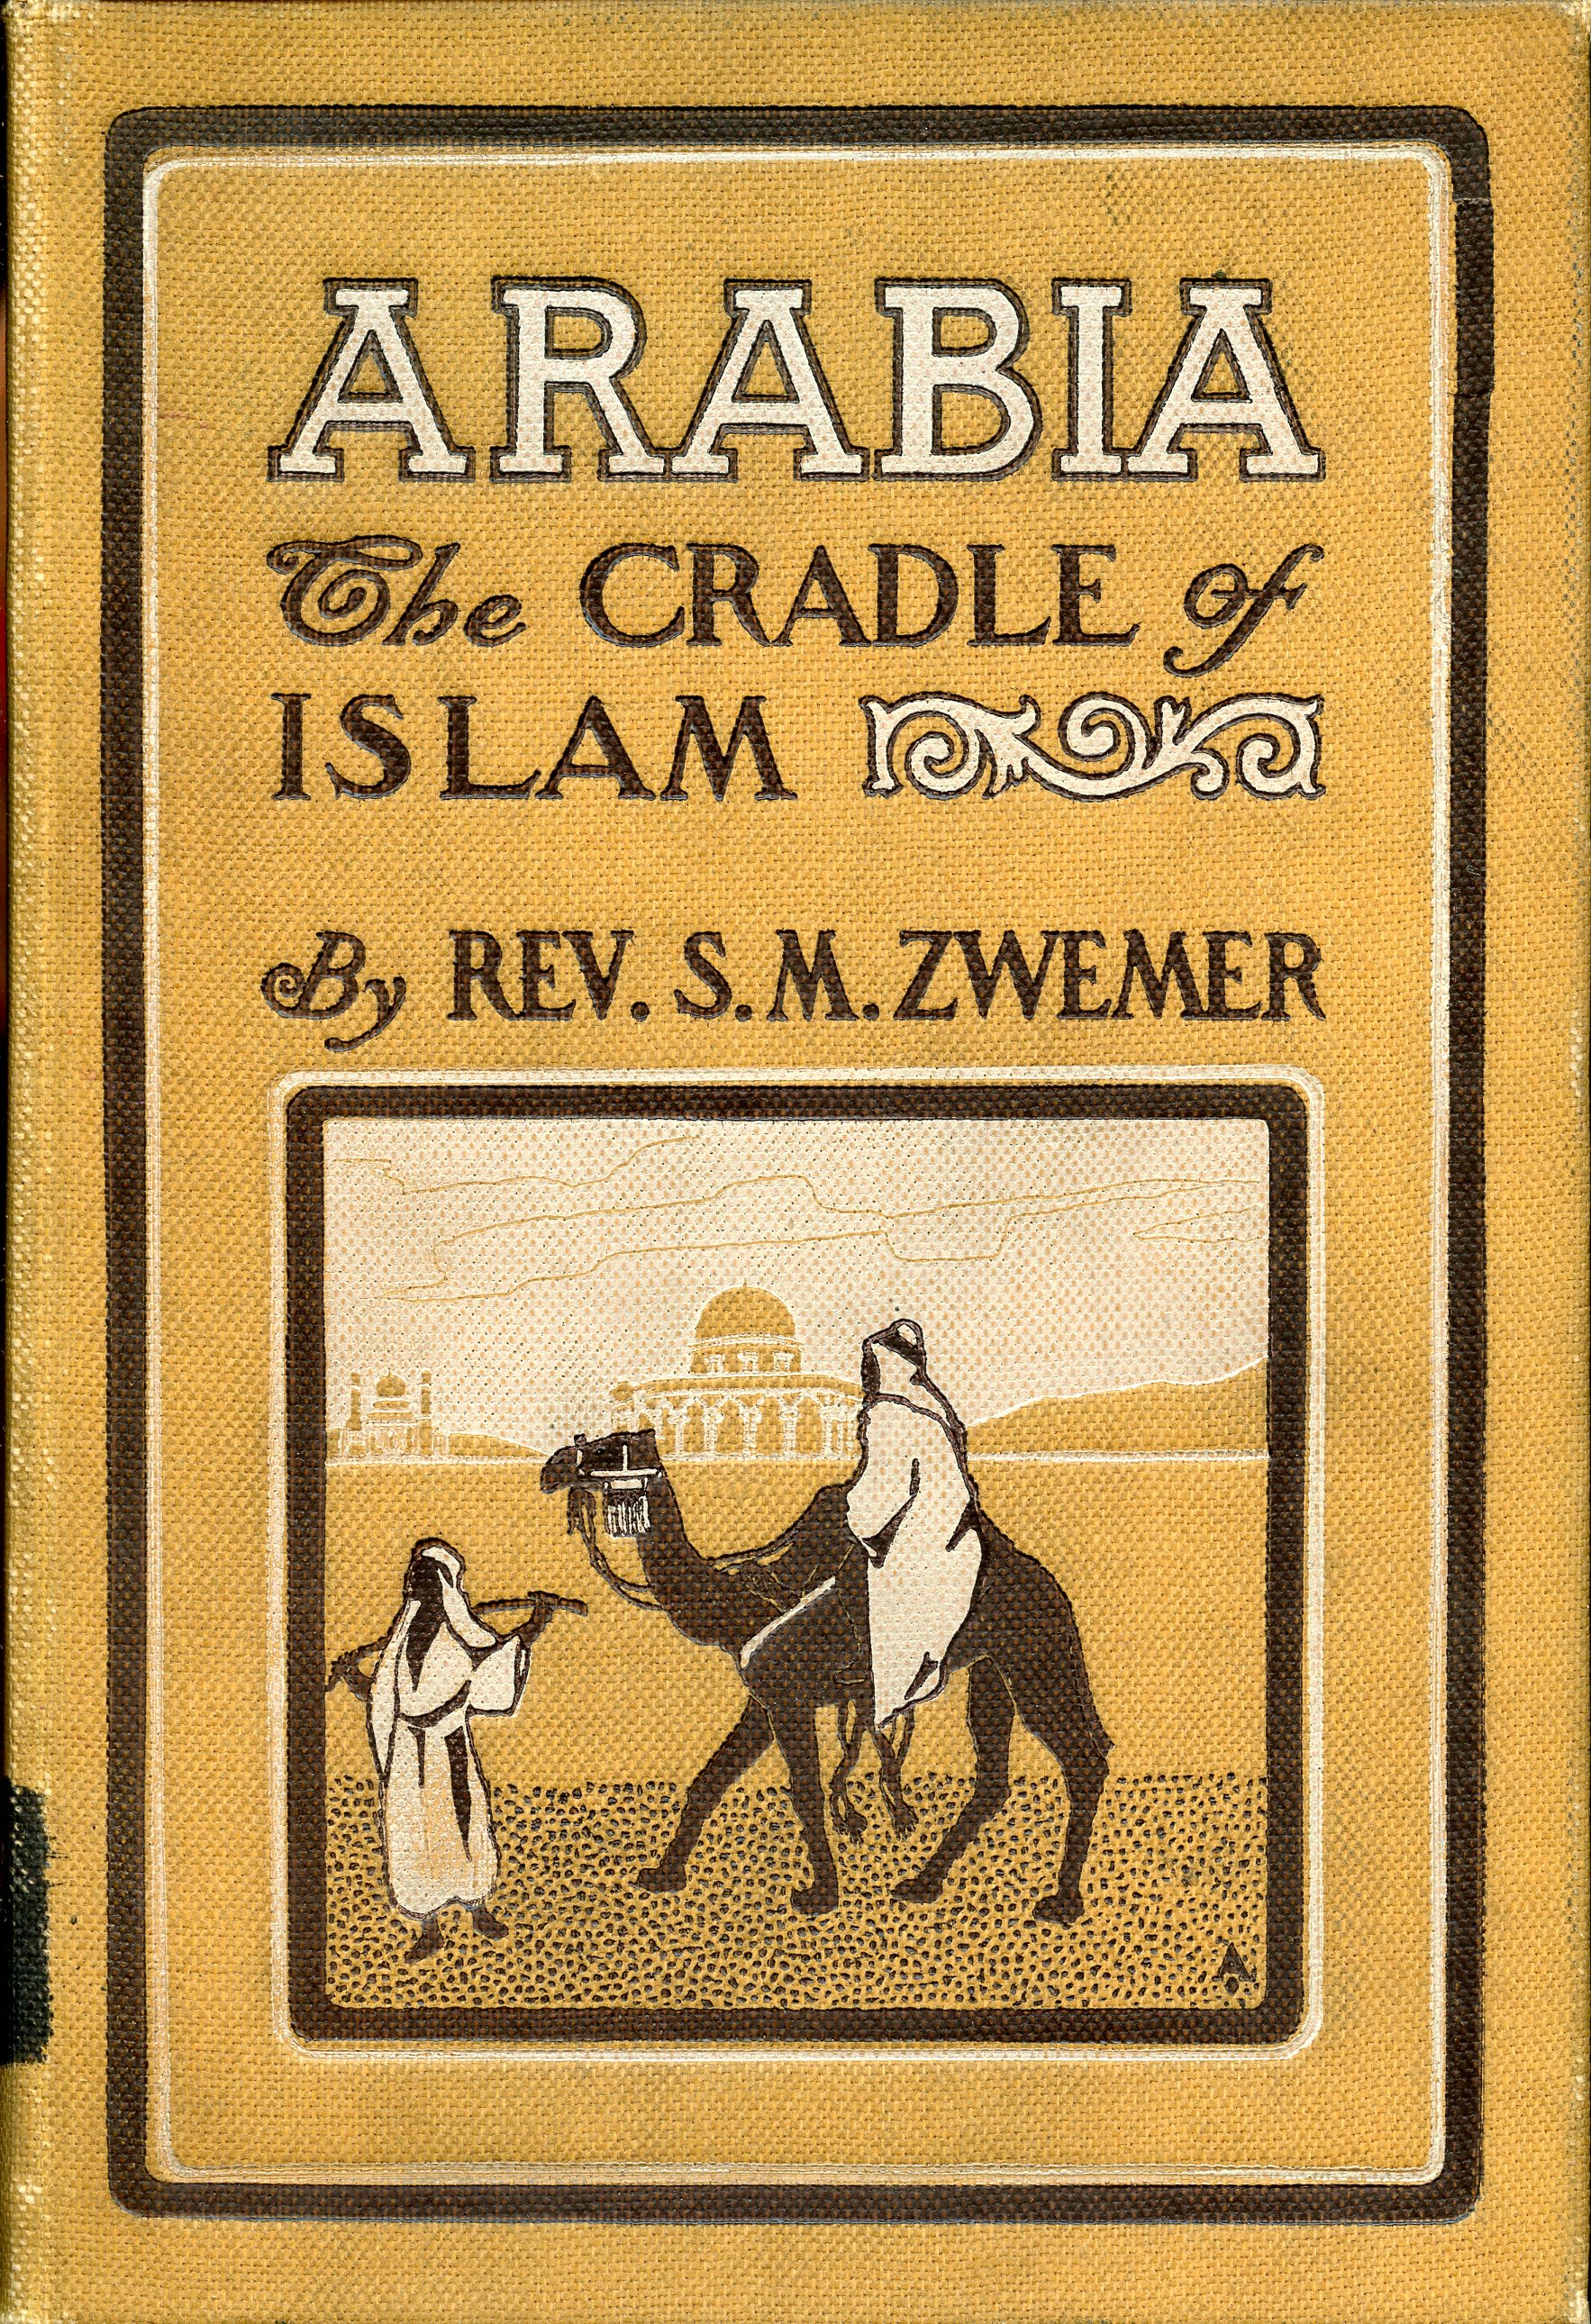 ARABIA
The CRADLE of
ISLAM
By REV. S. M. ZWEMER